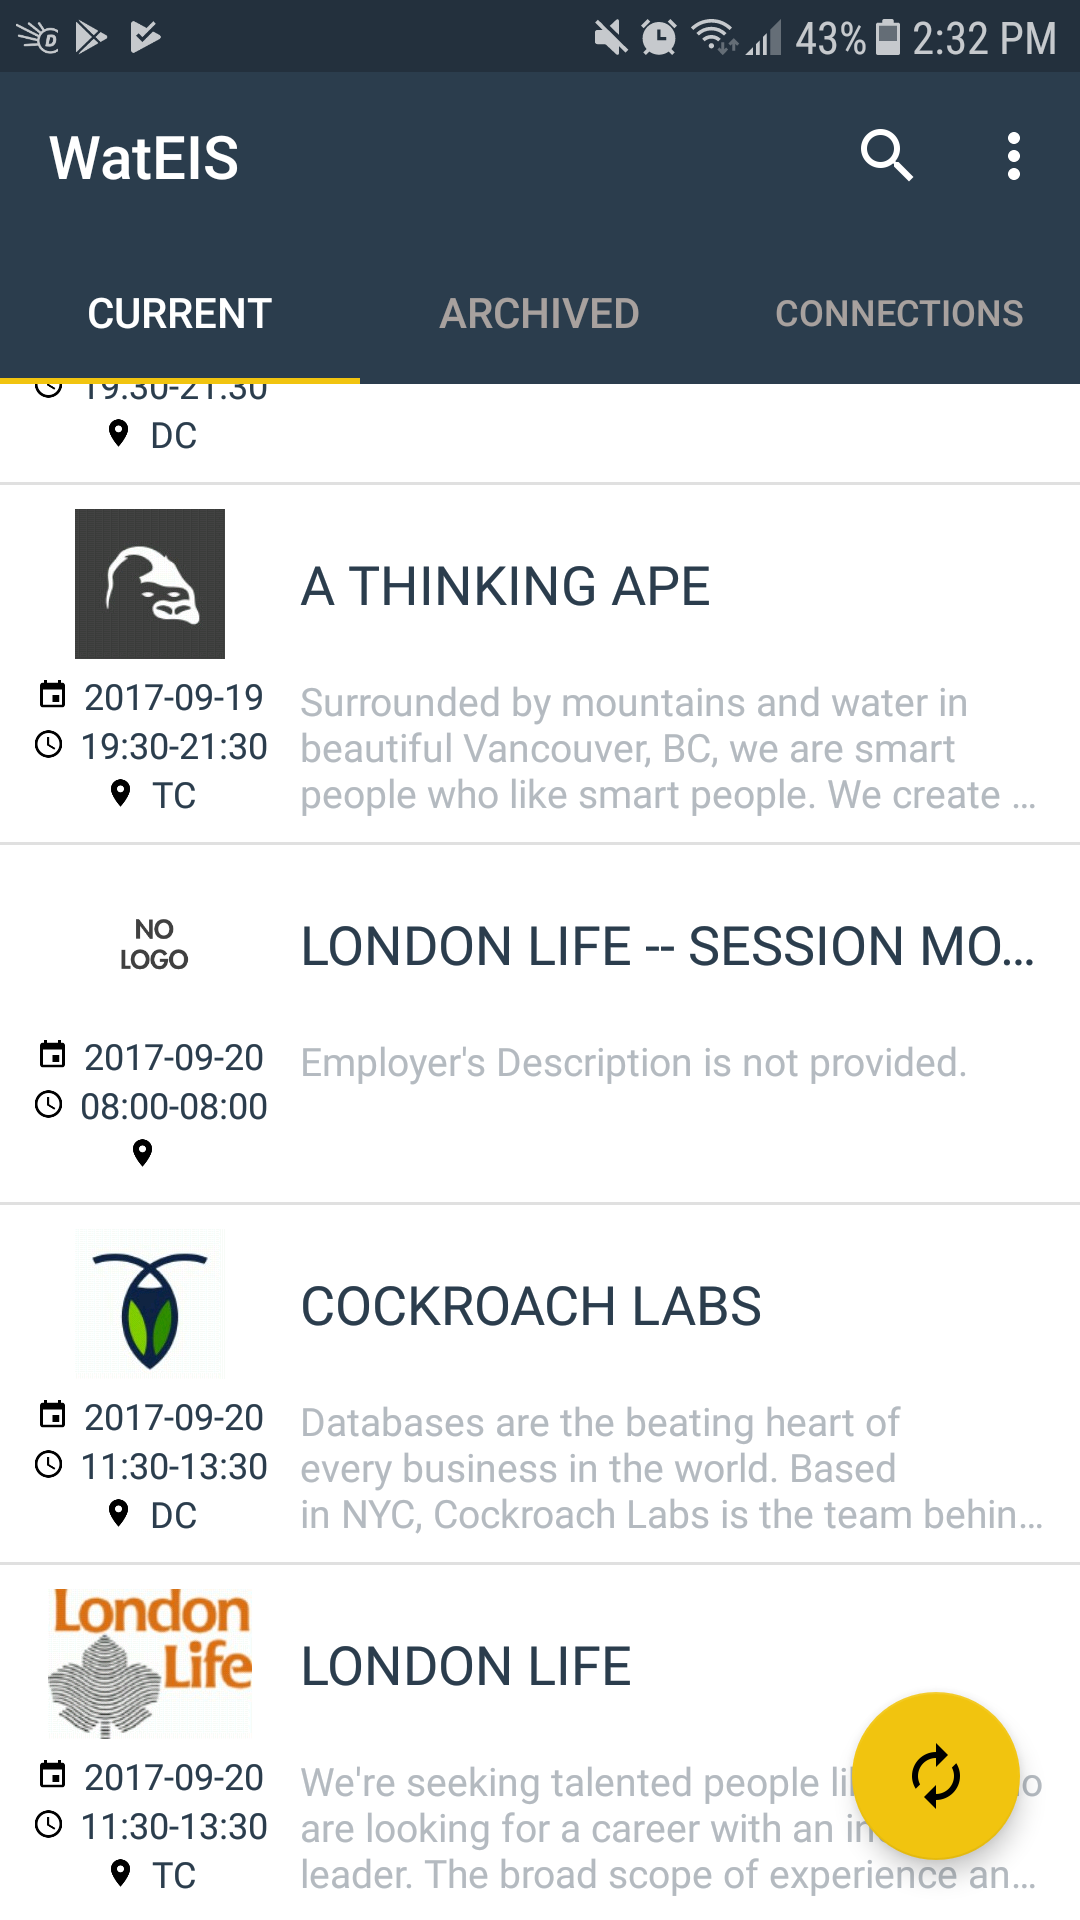 43% 2:32 PM
WatEIS
CURRENT ARCHIVED CONNECTIONS
19:30-21:30
DC
A THINKING APE
2017-09-19
19:30-21:30
TC
Surrounded by mountains and water in
beautiful Vancouver, BC, we are smart
people who like smart people. We create ...
NO
LOGO
LONDON LIFE -- SESSION MO...
2017-09-20
08:00-08:00
Employer's Description is not provided.
COCKROACH LABS
2017-09-20
11:30-13:30
DC
Databases are the beating heart of
every business in the world. Based
in NYC, Cockroach Labs is the team behin...
London
Life
LONDON LIFE
2017-09-20
11:30-13:30
TC
We're seeking talented people
are looking for a career with an
leader. The broad scope of experience an...